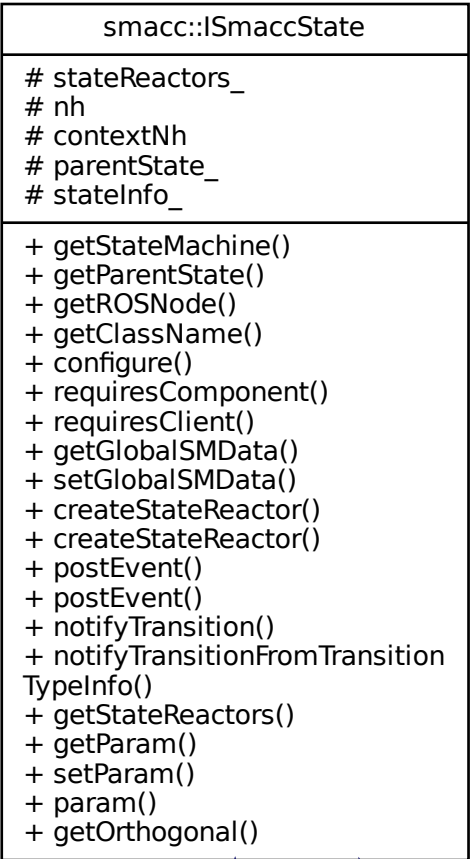 smacc::ISmaccState
# stateReactors_
# nh
# contextNh
# parentState_
# stateInfo_
+ getStateMachine()
+ getParentState()
+ getROSNode()
+ getClassName()
+ configure()
+ requiresComponent()
+ requiresClient()
+ getGlobalSMData()
+ setGlobalSMData()
+ createStateReactor()
+ createStateReactor()
+ postEvent()
+ postEvent()
+ notifyTransition()
+ notifyTransitionFromTransition
TypeInfo()
+ getStateReactors()
+ getParam()
+ setParam()
+ param()
+ getOrthogonal()